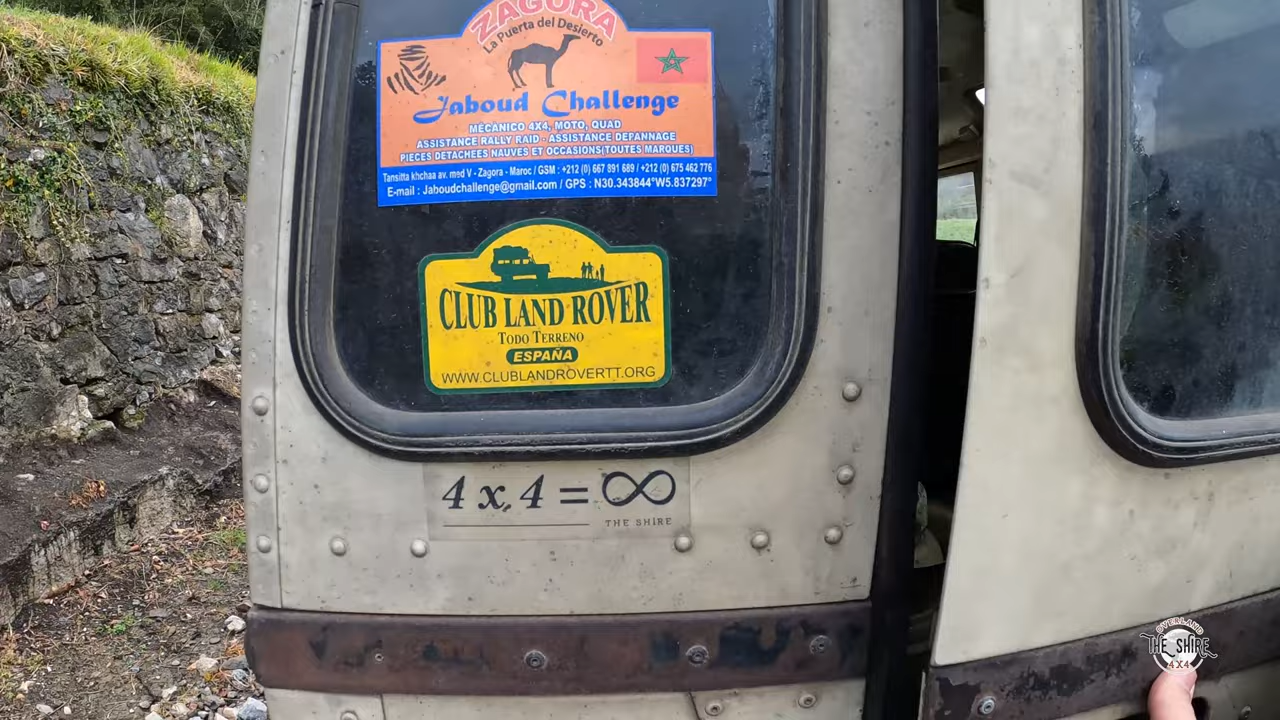 ZAGORA
La Puerta del Desierto
Jaboud Challenge
MECÁNICO 4X4, MOTO, QUAD
ASSISTANCE RALLY RAID - ASSISTANCE DEPANNAGE
PIECES DETACHEES NAUVES ET OCCASIONS(TOUTES MARQUES)
Tansitta khchaa av. med V - Zagora - Maroc / GSM : +212 (0) 667 991 689 / +212 (0) 675 462 776
E-mail : Jaboudchallenge@gmail.com / GPS : N30.343844°W5.837297°
CLUB LAND ROVER
TODO TERRENO
ESPAÑA
WWW.CLUBLANDROVERTT.ORG
4 x 4 = ∞
THE SHIRE
OVERLAND
THE SHIRE
4X4